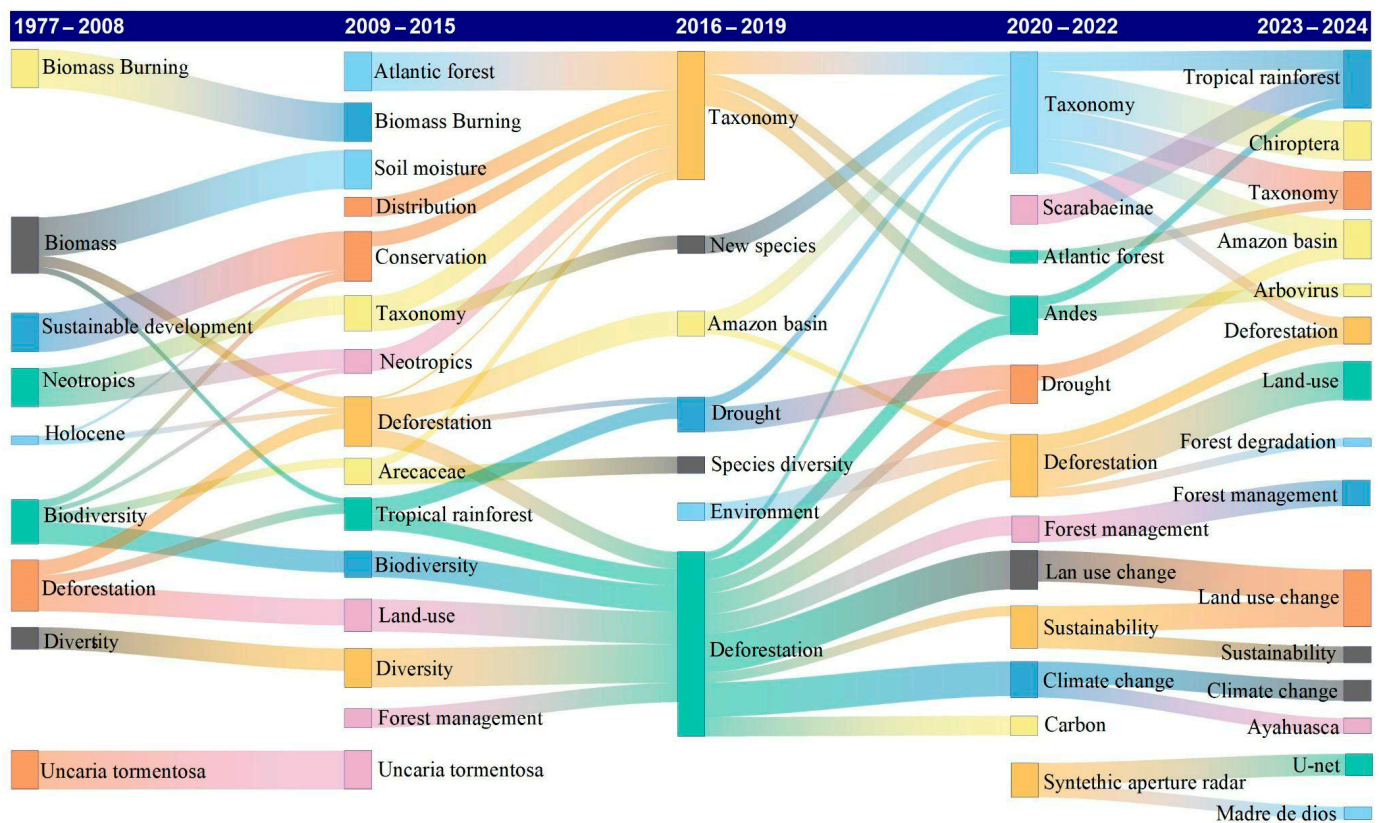 1977 – 2008
2009 – 2015
2016 – 2019
2020 – 2022
2023 – 2024
Biomass Burning
Biomass
Sustainable development
Neotropics
Holocene
Biodiversity
Deforestation
Diversity
Uncaria tormentosa
Atlantic forest
Biomass Burning
Soil moisture
Distribution
Conservation
Taxonomy
Neotropics
Deforestation
Arecaceae
Tropical rainforest
Biodiversity
Land-use
Diversity
Forest management
Uncaria tormentosa
Taxonomy
New species
Amazon basin
Drought
Species diversity
Environment
Deforestation
Taxonomy
Scarabaeinae
Atlantic forest
Andes
Drought
Deforestation
Forest management
Lan use change
Sustainability
Climate change
Carbon
Syntethic aperture radar
Tropical rainforest
Chiroptera
Taxonomy
Amazon basin
Arbovirus
Deforestation
Land-use
Forest degradation
Forest management
Land use change
Sustainability
Climate change
Ayahuasca
U-net
Madre de dios